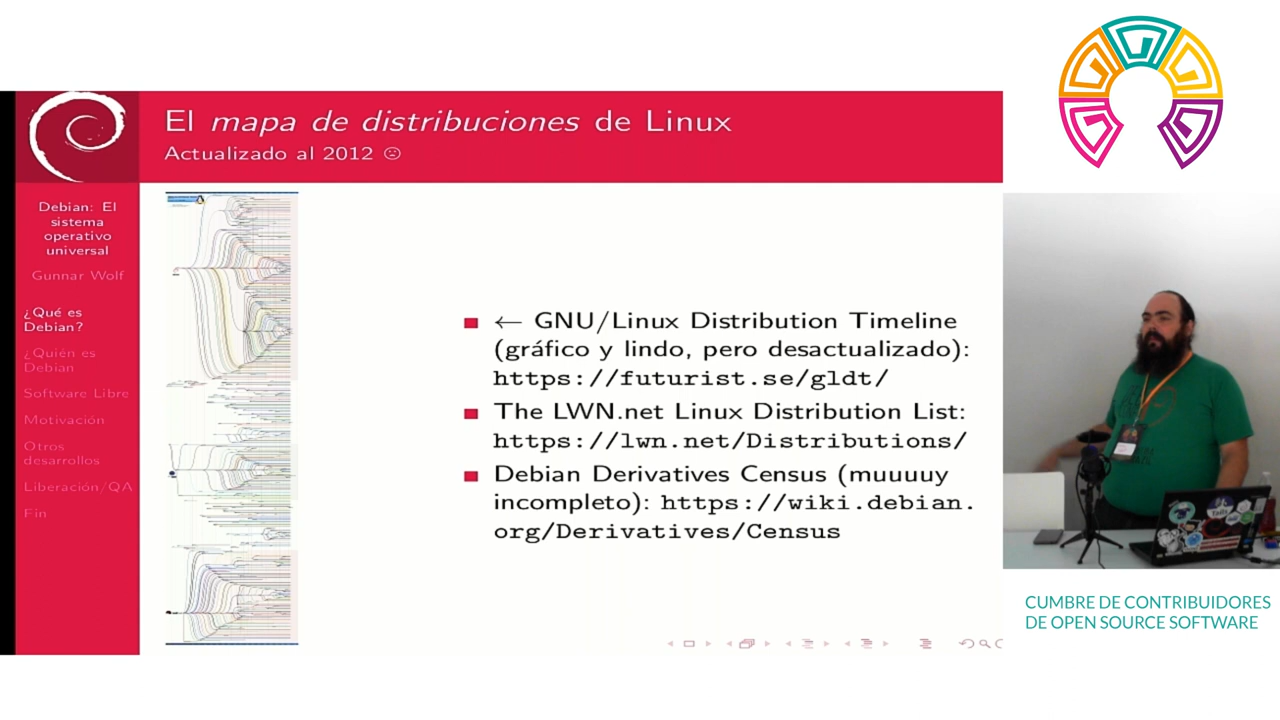 El mapa de distribuciones de Linux
Actualizado al 2012 ☹
Debian: El
sistema
operativo
universal
Gunnar Wolf
¿Qué es
Debian?
¿Quién es
Debian
Software Libre
Motivación
Otros
desarrollos
Liberación/QA
Fin
← GNU/Linux Distribution Timeline
(gráfico y lindo, pero desactualizado):
https://futurist.se/gldt/
The LWN.net Linux Distribution List:
https://lwn.net/Distributions/
Debian Derivatives Census (muuuuy
incompleto): https://wiki.debian.
org/Derivatives/Census
CUMBRE DE CONTRIBUIDORES
DE OPEN SOURCE SOFTWARE